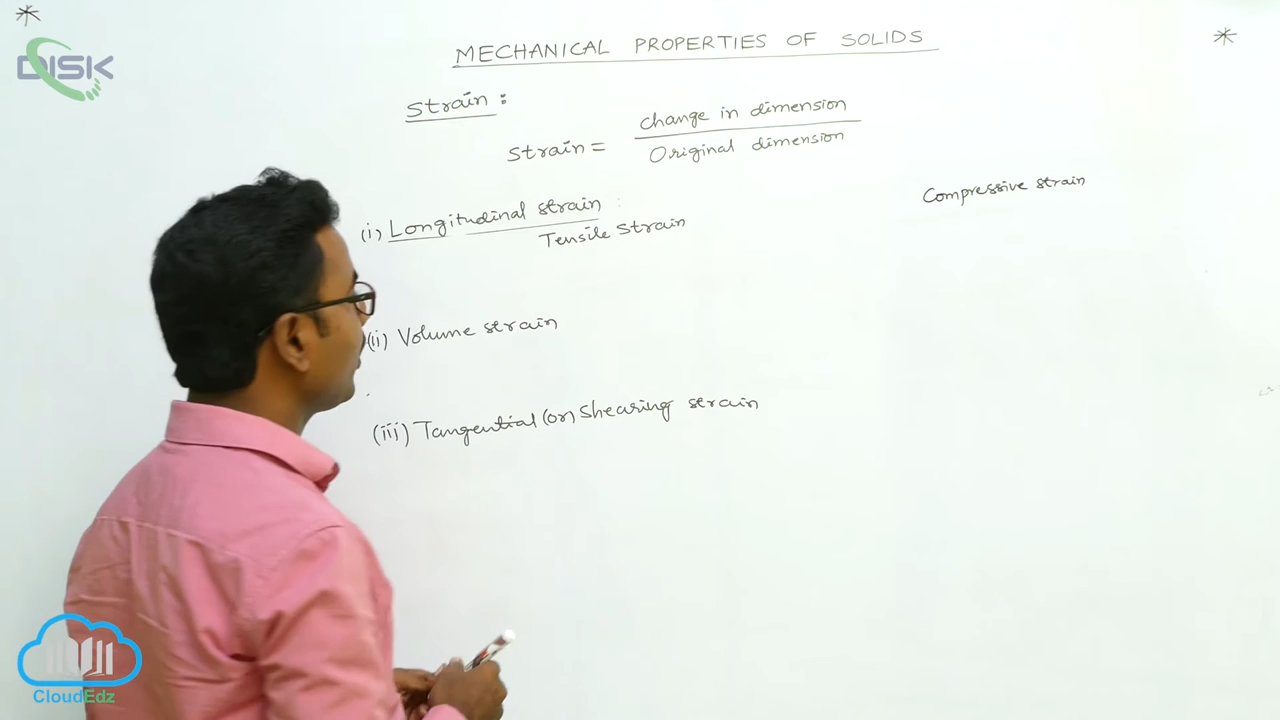 MECHANICAL PROPERTIES OF SOLIDS
DISK
Strain :
Strain = change in dimension
Original dimension
(i) Longitudinal strain :
Tensile Strain
Compressive strain
(ii) Volume strain
(iii) Tangential (or) Shearing strain
CloudEdz